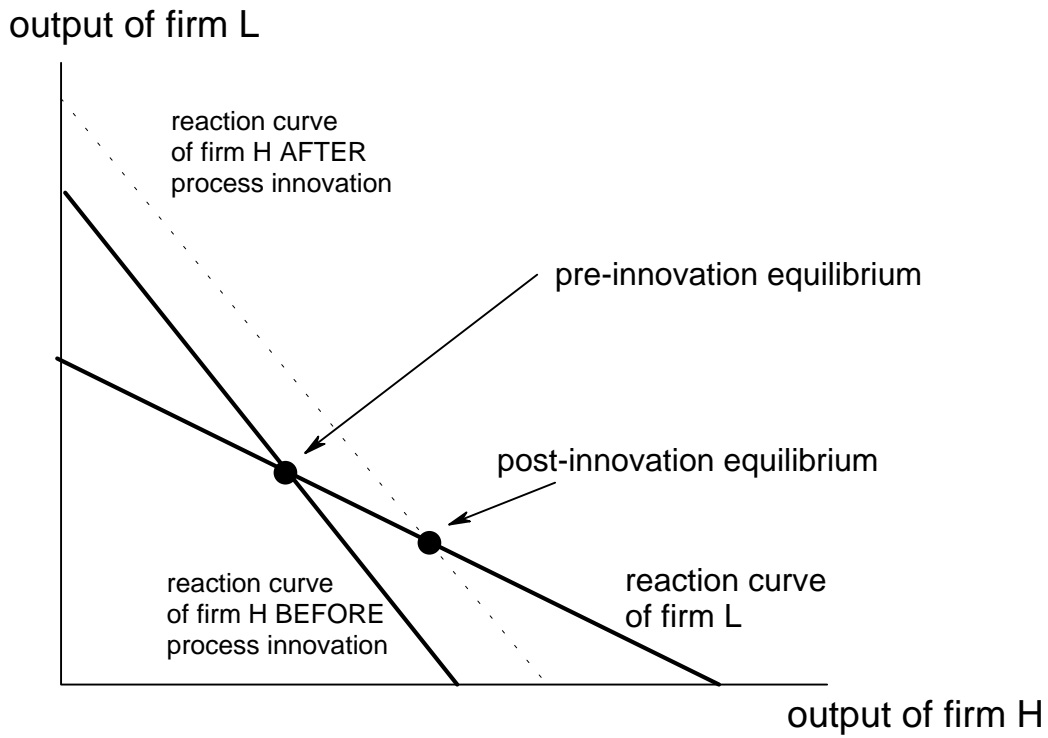 output of firm L
reaction curve
of firm H AFTER
process innovation
pre-innovation equilibrium
post-innovation equilibrium
reaction curve
of firm H BEFORE
process innovation
reaction curve
of firm L
output of firm H